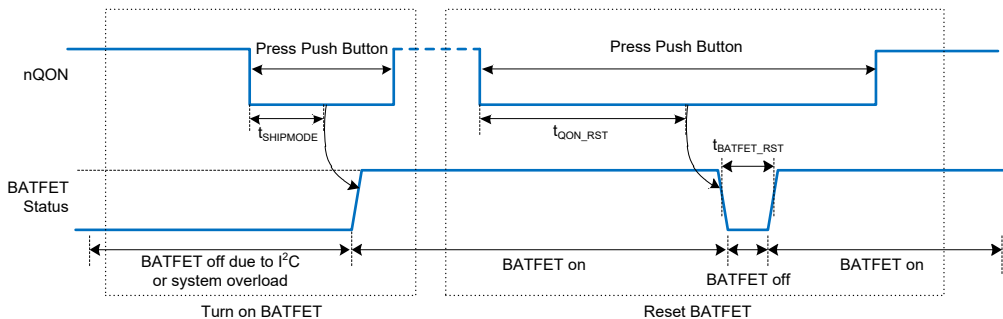 Press Push Button
Press Push Button
nQON
tSHIPMODE
tQON_RST
tBATFET_RST
BATFET
Status
BATFET off due to I²C
or system overload
BATFET on
BATFET off
BATFET on
Turn on BATFET
Reset BATFET